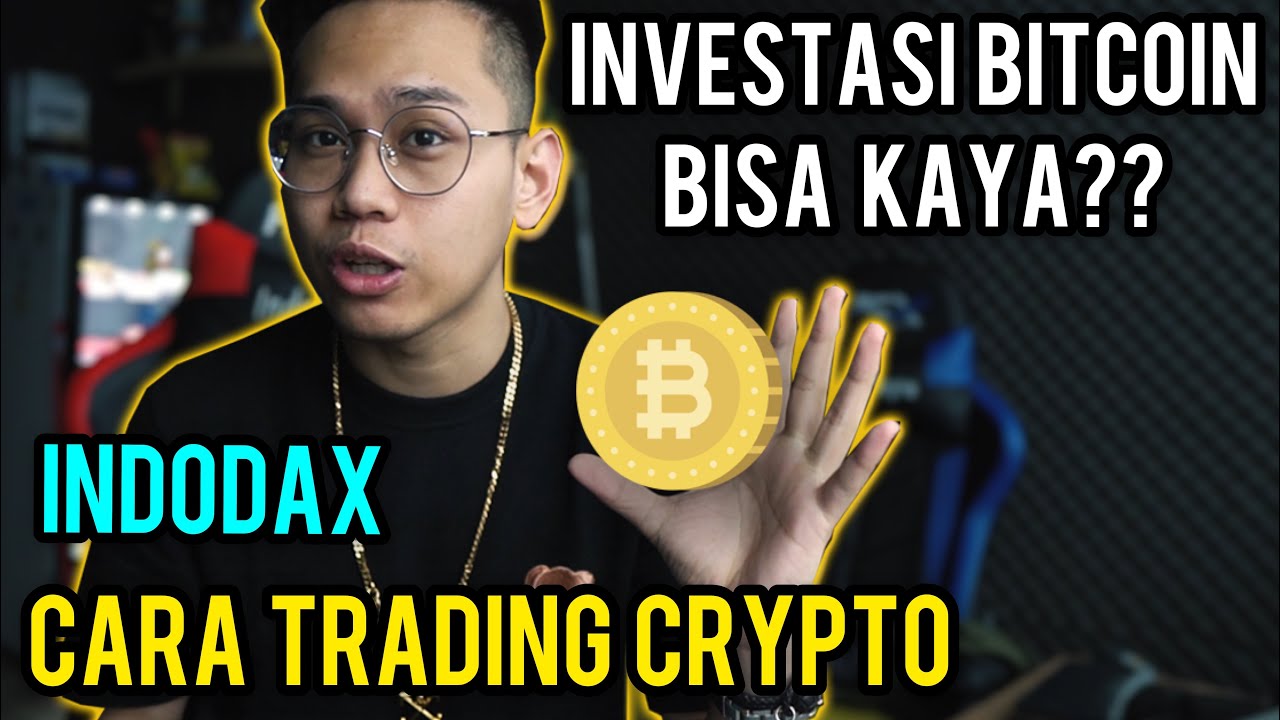 INVESTASI BITCOIN
BISA KAYA??
INDODAX
CARA TRADING CRYPTO